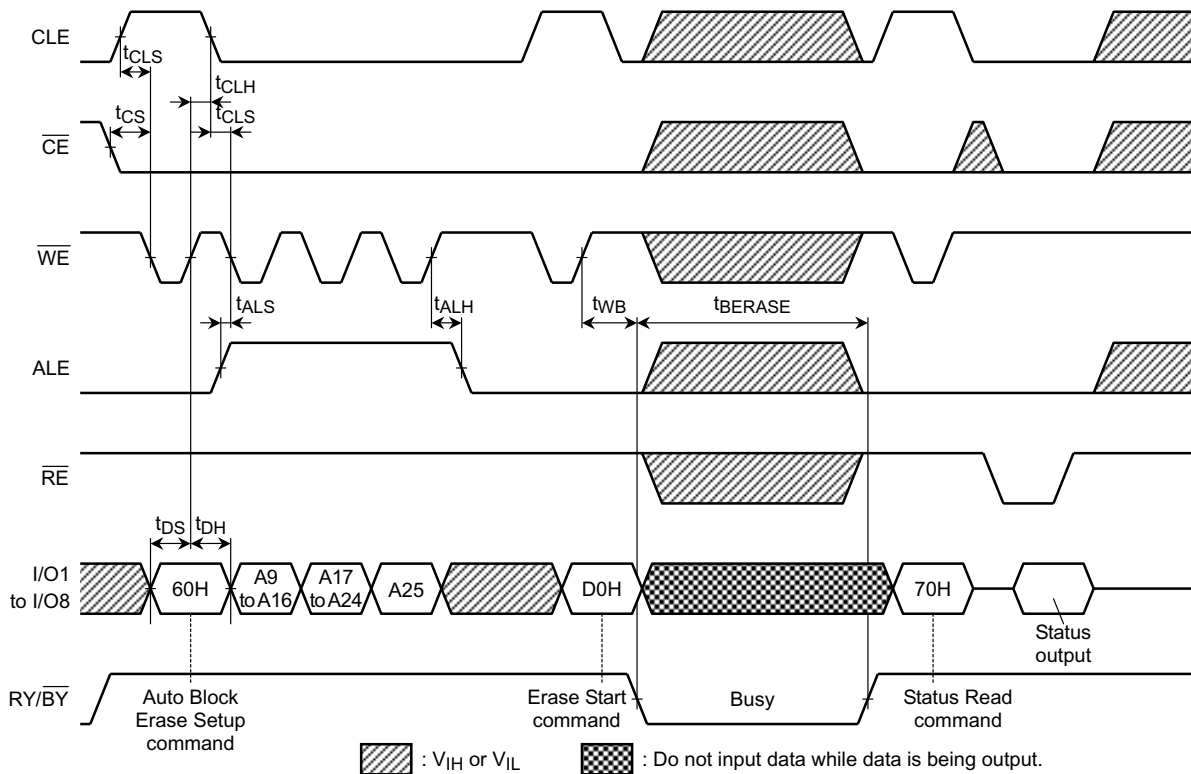 CLE
tCLS
tCLH
tCS
tCLS
CE
WE
tALS
tALH
tWB
tBERASE
ALE
RE
tDS
tDH
I/O1
to I/O8
60H
A9
to A16
A17
to A24
A25
D0H
70H
Status
output
RY/BY
Auto Block
Erase Setup
command
Erase Start
command
Busy
Status Read
command
: VIH or VIL
: Do not input data while data is being output.